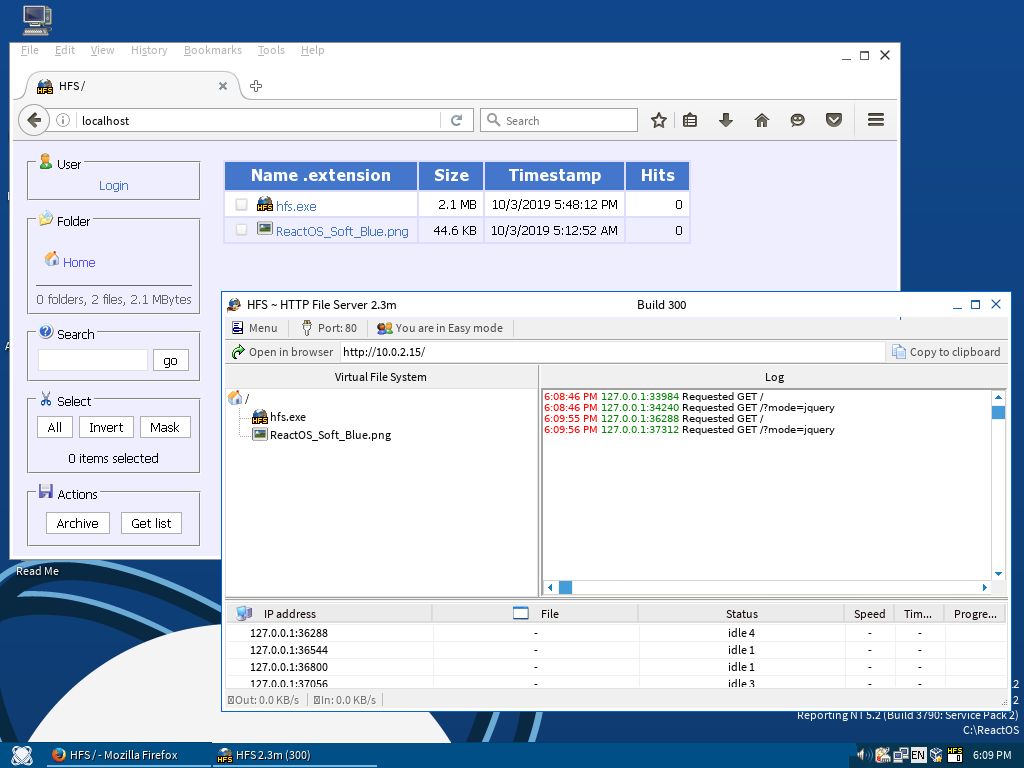 File Edit View History Bookmarks Tools Help
HFS /
localhost
Search
User
Login
Folder
Home
0 folders, 2 files, 2.1 MBytes
Search
go
Select
All Invert Mask
0 items selected
Actions
Archive Get list
Name .extension Size Timestamp Hits
hfs.exe 2.1 MB 10/3/2019 5:48:12 PM 0
ReactOS_Soft_Blue.png 44.6 KB 10/3/2019 5:12:52 AM 0
HFS ~ HTTP File Server 2.3m Build 300
Menu Port: 80 You are in Easy mode
Open in browser http://10.0.2.15/ Copy to clipboard
Virtual File System
/
hfs.exe
ReactOS_Soft_Blue.png
Log
6:08:46 PM 127.0.0.1:33984 Requested GET /
6:08:46 PM 127.0.0.1:34240 Requested GET /?mode=jquery
6:09:55 PM 127.0.0.1:36288 Requested GET /
6:09:56 PM 127.0.0.1:37312 Requested GET /?mode=jquery
IP address File Status Speed Tim... Progre...
127.0.0.1:36288 - idle 4 - -
127.0.0.1:36544 - idle 1 - -
127.0.0.1:36800 - idle 1 - -
127.0.0.1:37056 - idle 3 - -
Out: 0.0 KB/s In: 0.0 KB/s
Read Me
Reporting NT 5.2 (Build 3790: Service Pack 2)
C:\ReactOS
HFS / - Mozilla Firefox
HFS 2.3m (300)
EN
HFS
0
6:09 PM